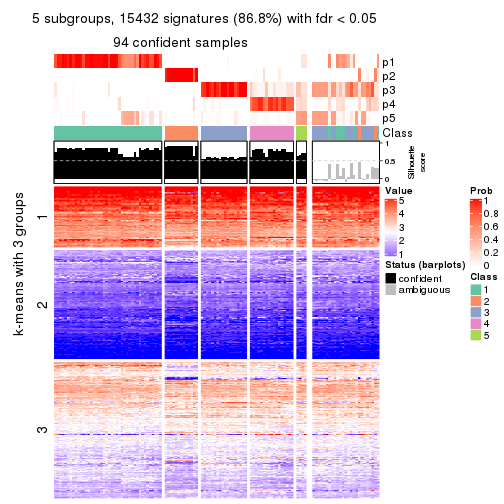 5 subgroups, 15432 signatures (86.8%) with fdr < 0.05
94 confident samples
p1
p2
p3
p4
p5
Class
1
0.5
0
Silhouette
score
k-means with 3 groups
1
2
3
Value
5
4
3
2
1
Status (barplots)
confident
ambiguous
Prob
1
0.8
0.6
0.4
0.2
0
Class
1
2
3
4
5